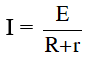 I = E / (R+r)